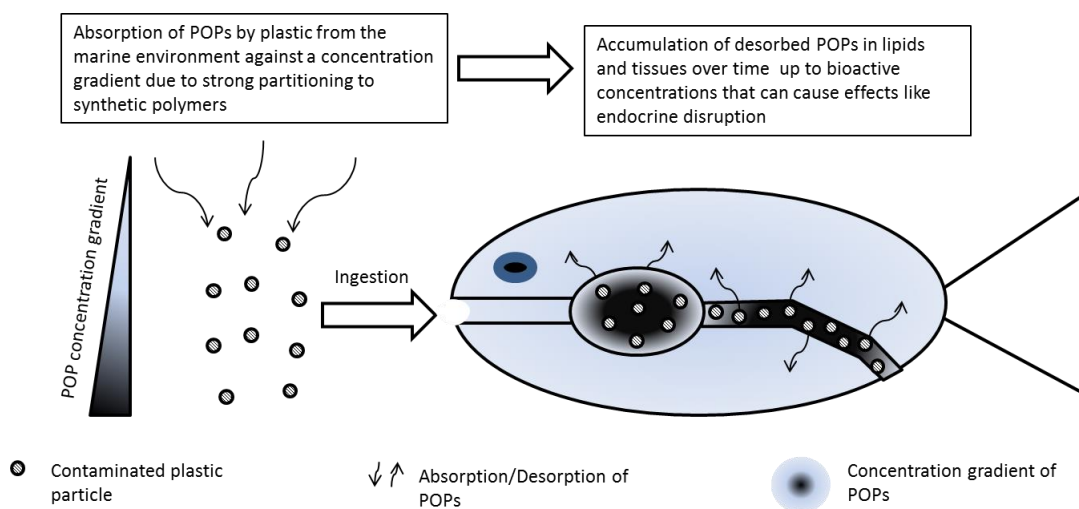 Absorption of POPs by plastic from the
marine environment against a concentration
gradient due to strong partitioning to
synthetic polymers
Accumulation of desorbed POPs in lipids
and tissues over time up to bioactive
concentrations that can cause effects like
endocrine disruption
POP concentration gradient
Ingestion
Contaminated plastic
particle
Absorption/Desorption of
POPs
Concentration gradient of
POPs